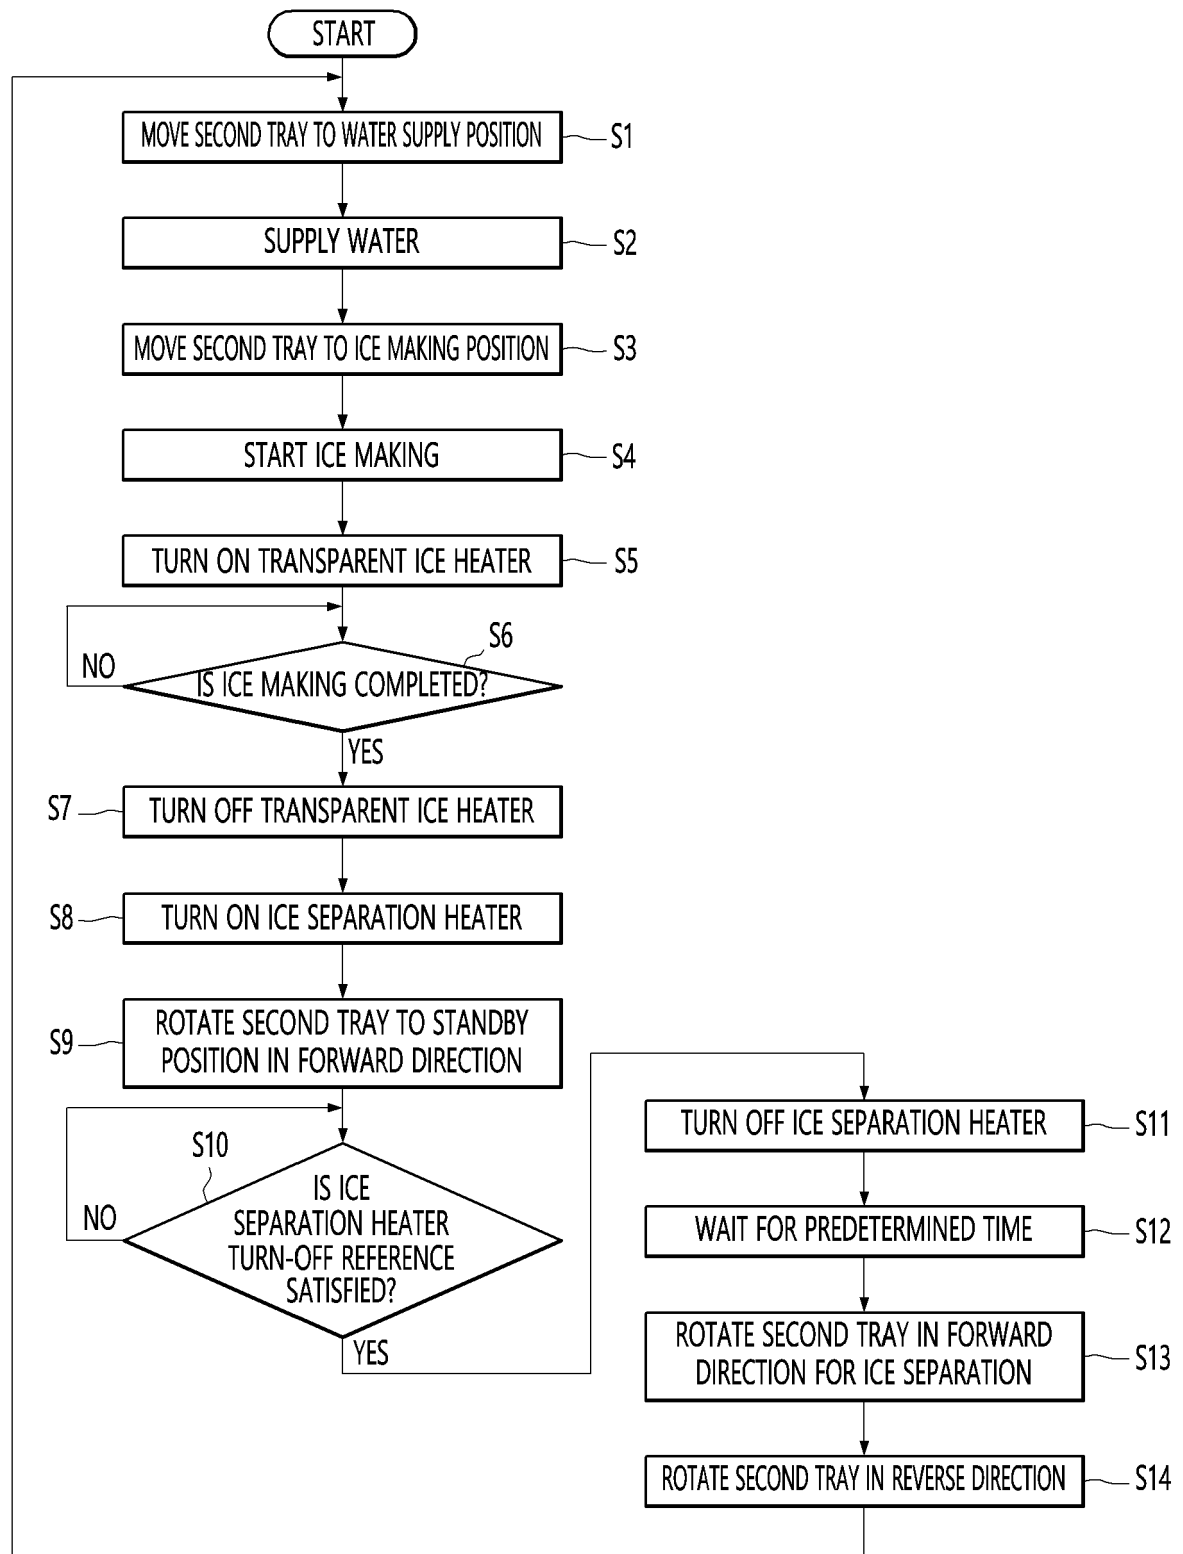 START
MOVE SECOND TRAY TO WATER SUPPLY POSITION
S1
SUPPLY WATER
S2
MOVE SECOND TRAY TO ICE MAKING POSITION
S3
START ICE MAKING
S4
TURN ON TRANSPARENT ICE HEATER
S5
S6
NO
IS ICE MAKING COMPLETED?
YES
S7
TURN OFF TRANSPARENT ICE HEATER
S8
TURN ON ICE SEPARATION HEATER
S9
ROTATE SECOND TRAY TO STANDBY
POSITION IN FORWARD DIRECTION
S10
NO
IS ICE
SEPARATION HEATER
TURN-OFF REFERENCE
SATISFIED?
YES
TURN OFF ICE SEPARATION HEATER
S11
WAIT FOR PREDETERMINED TIME
S12
ROTATE SECOND TRAY IN FORWARD
DIRECTION FOR ICE SEPARATION
S13
ROTATE SECOND TRAY IN REVERSE DIRECTION
S14